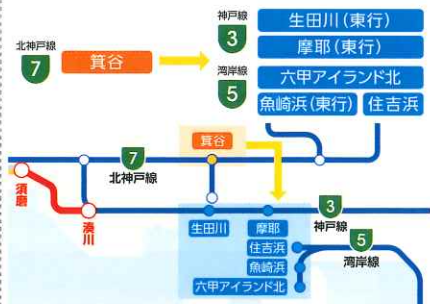 北神戸線
7
箕谷
神戸線
3
生田川(東行)
摩耶(東行)
湾岸線
5
六甲アイランド北
魚崎浜(東行)
住吉浜
箕谷
7
北神戸線
須磨
湊川
生田川
摩耶
3
神戸線
住吉浜
5
魚崎浜
湾岸線
六甲アイランド北